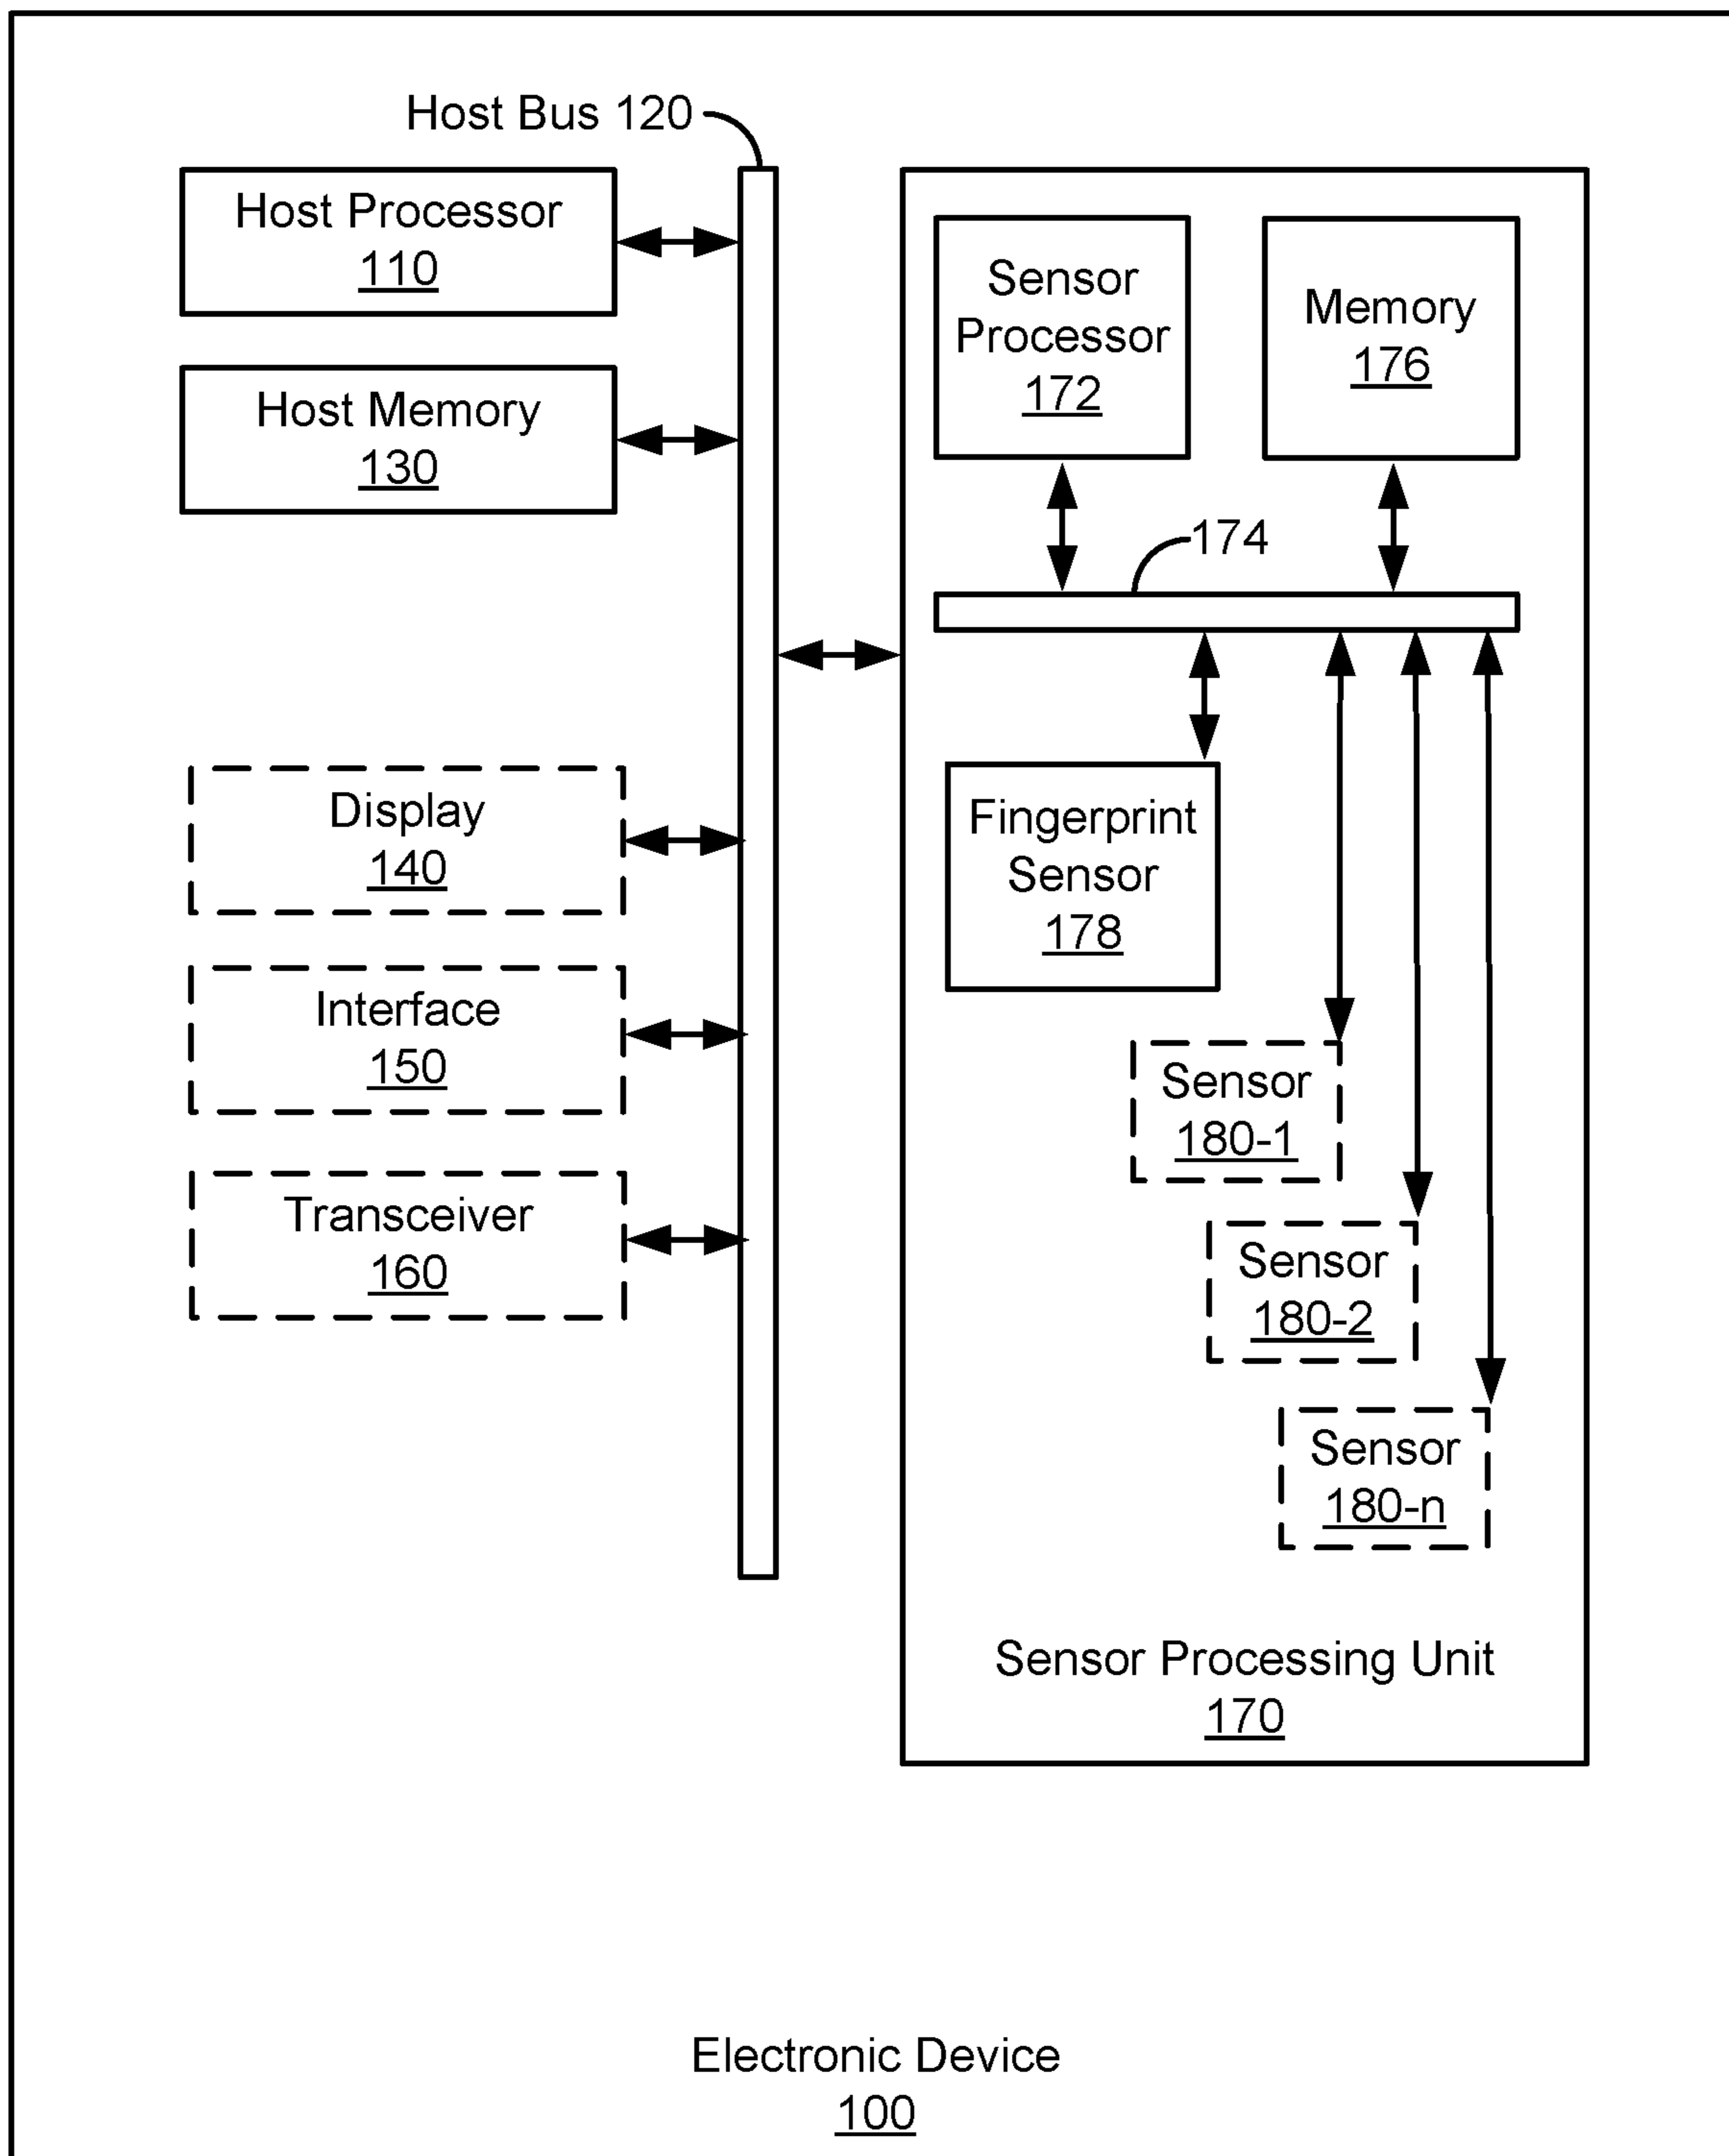 Host Bus 120
Host Processor
110
Host Memory
130
Display
140
Interface
150
Transceiver
160
Sensor
Processor
172
Memory
176
174
Fingerprint
Sensor
178
Sensor
180-1
Sensor
180-2
Sensor
180-n
Sensor Processing Unit
170
Electronic Device
100